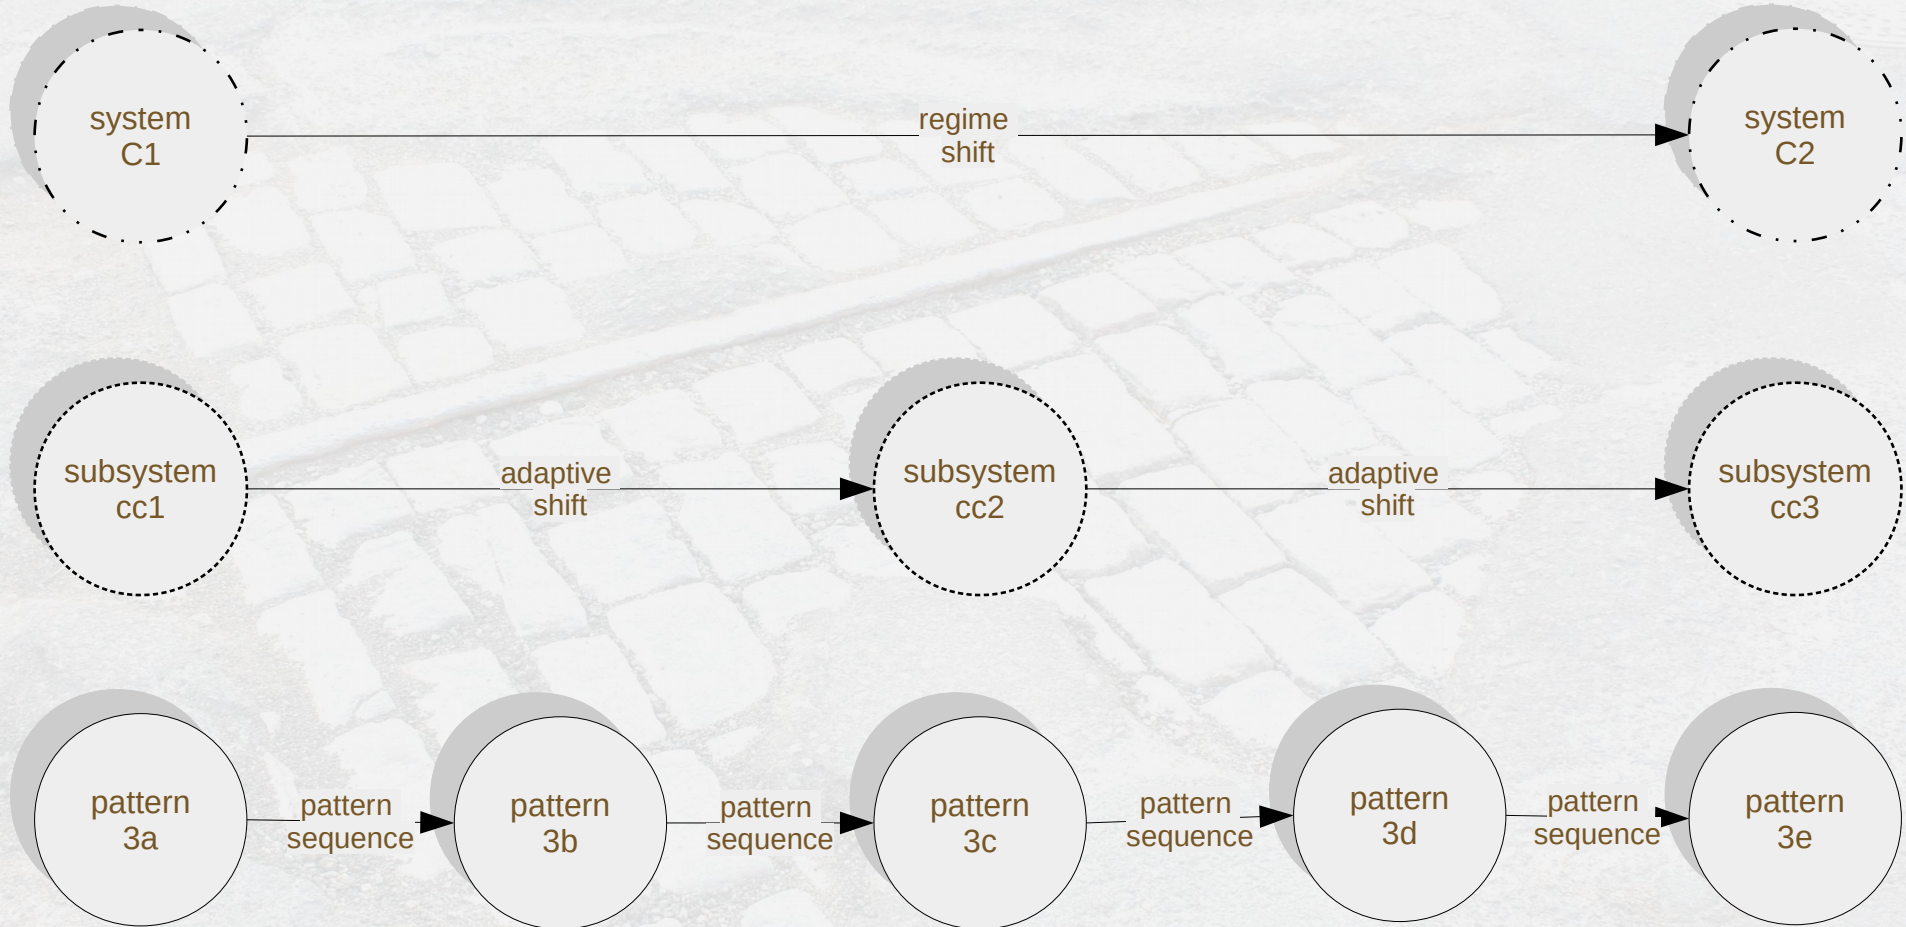 system
C1
regime
shift
system
C2
subsystem
cc1
adaptive
shift
subsystem
cc2
adaptive
shift
subsystem
cc3
pattern
3a
pattern
sequence
pattern
3b
pattern
sequence
pattern
3c
pattern
sequence
pattern
3d
pattern
sequence
pattern
3e